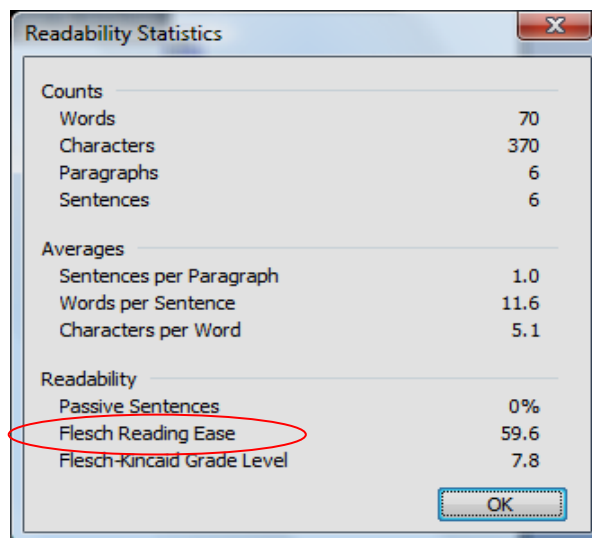 Readability Statistics
Counts
Words 70
Characters 370
Paragraphs 6
Sentences 6
Averages
Sentences per Paragraph 1.0
Words per Sentence 11.6
Characters per Word 5.1
Readability
Passive Sentences 0%
Flesch Reading Ease 59.6
Flesch-Kincaid Grade Level 7.8
OK